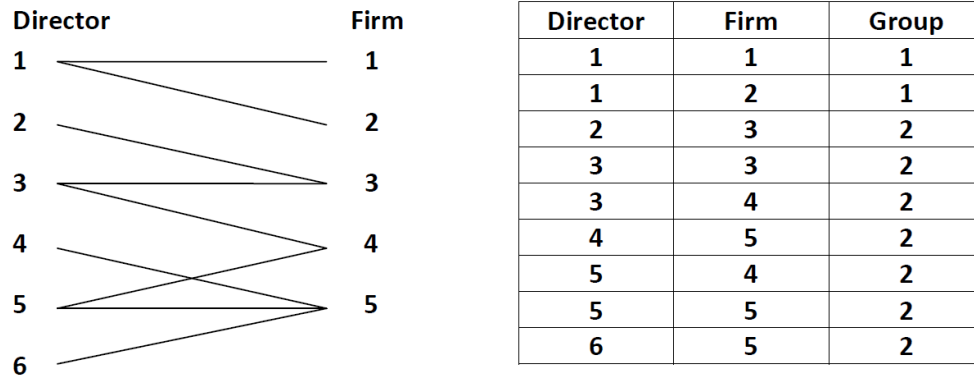 Director Firm
1 1
2 2
3 3
4 4
5 5
6
Director Firm Group
1 1 1
1 2 1
2 3 2
3 3 2
3 4 2
4 5 2
5 4 2
5 5 2
6 5 2